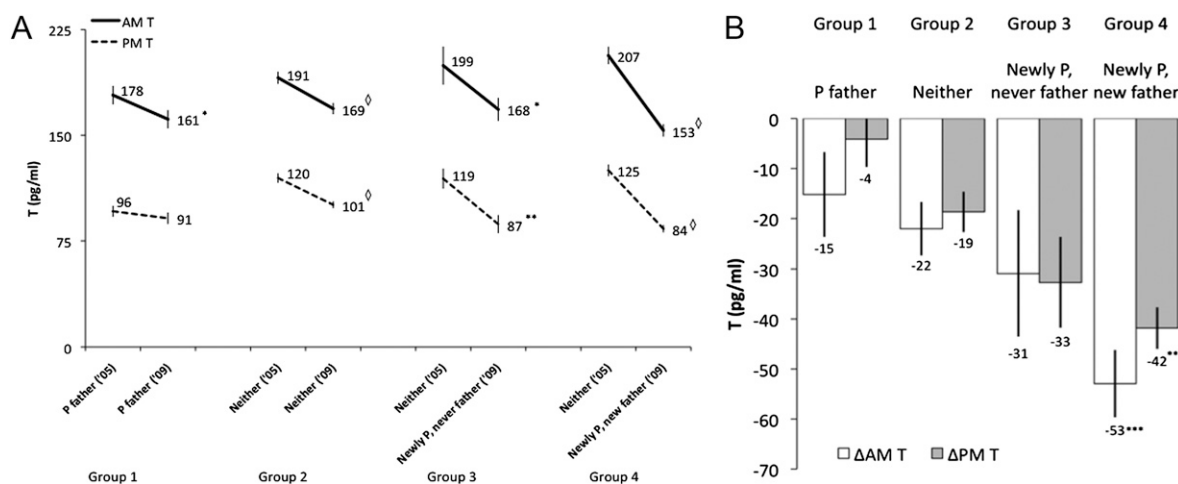 A
AM T
PM T
T (pg/ml)
225
150
75
0
178
161 *
96
91
191
169 ◊
120
101 ◊
199
168 *
119
87 **
207
153 ◊
125
84 ◊
P father ('05)
P father ('09)
Neither ('05)
Neither ('09)
Neither ('05)
Newly P, never father ('09)
Neither ('05)
Newly P, new father ('09)
Group 1
Group 2
Group 3
Group 4
B
Group 1
Group 2
Group 3
Group 4
P father
Neither
Newly P,
never father
Newly P,
new father
T (pg/ml)
0
-10
-20
-30
-40
-50
-60
-70
-15
-4
-22
-19
-31
-33
-53***
-42**
ΔAM T
ΔPM T